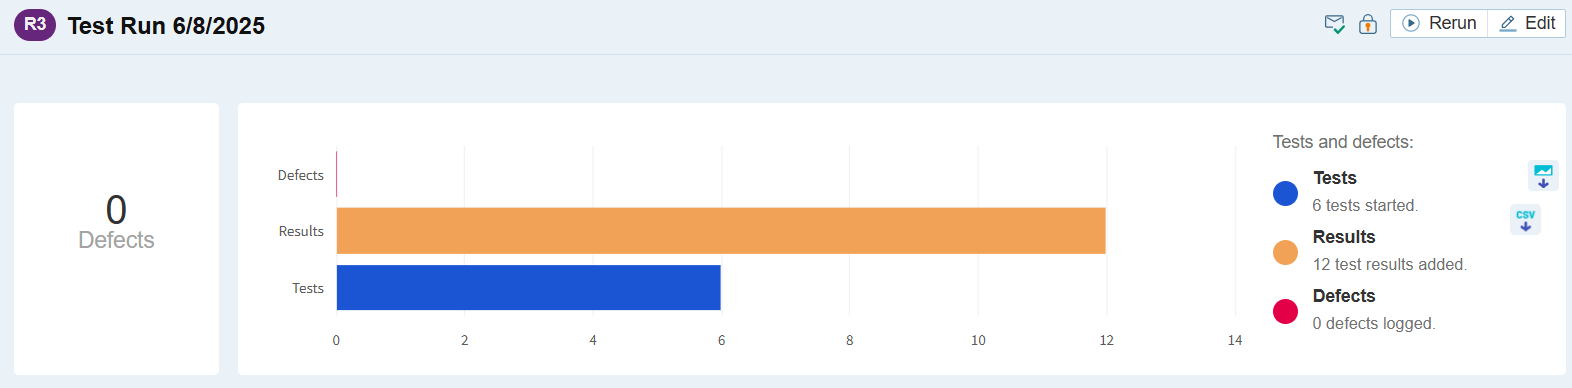 R3 Test Run 6/8/2025
Rerun Edit
0
Defects
Defects
Results
Tests
0 2 4 6 8 10 12 14
Tests and defects:
Tests
6 tests started.
Results
12 test results added.
Defects
0 defects logged.
CSV